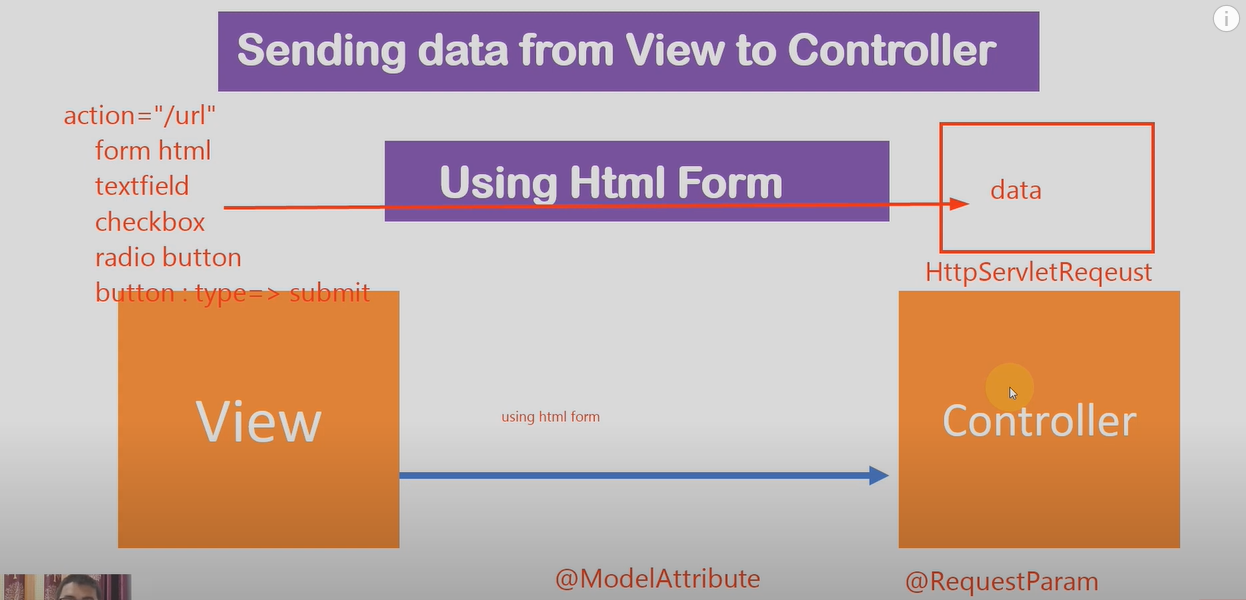 Sending data from View to Controller
action="/url"
form html
textfield
checkbox
radio button
button : type=> submit
Using Html Form
data
HttpServletReqeust
View
using html form
Controller
@ModelAttribute
@RequestParam